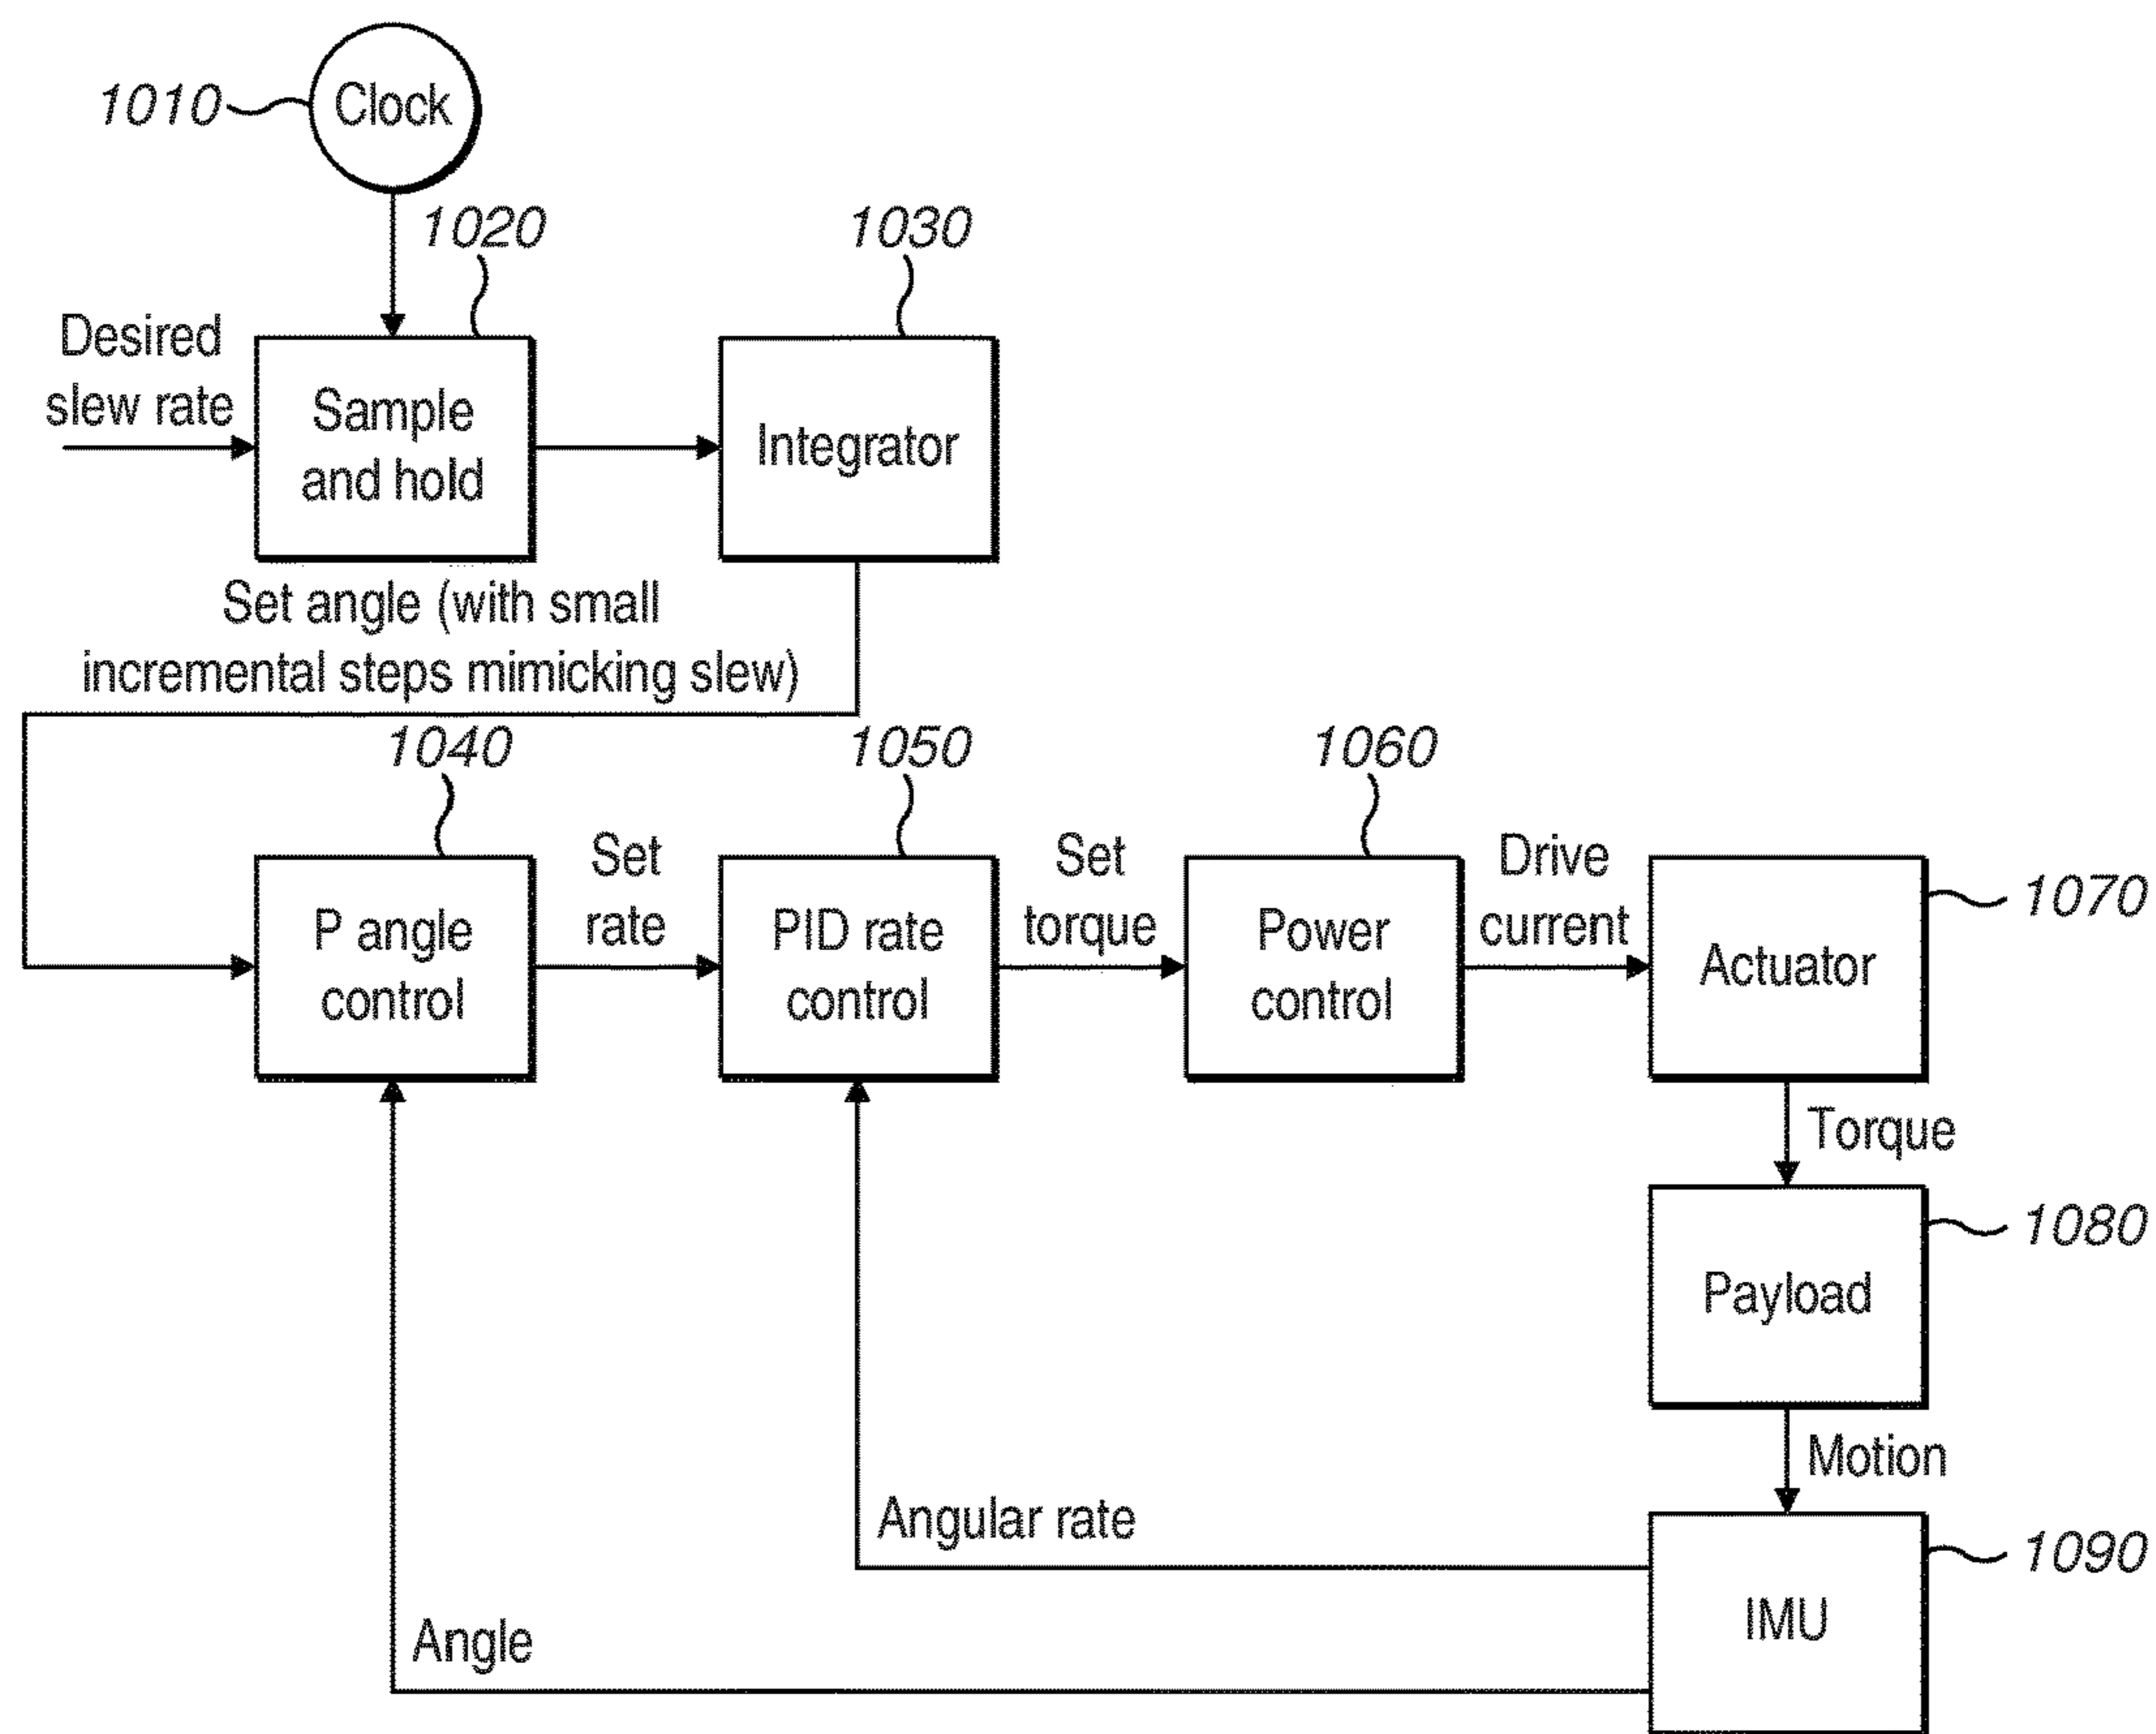 Clock
1010
1020
1030
Desired
slew rate
Sample
and hold
Integrator
Set angle (with small
incremental steps mimicking slew)
1040
1050
1060
Set
rate
Set
torque
Drive
current
P angle
control
PID rate
control
Power
control
Actuator
1070
Torque
1080
Payload
Motion
Angular rate
1090
IMU
Angle